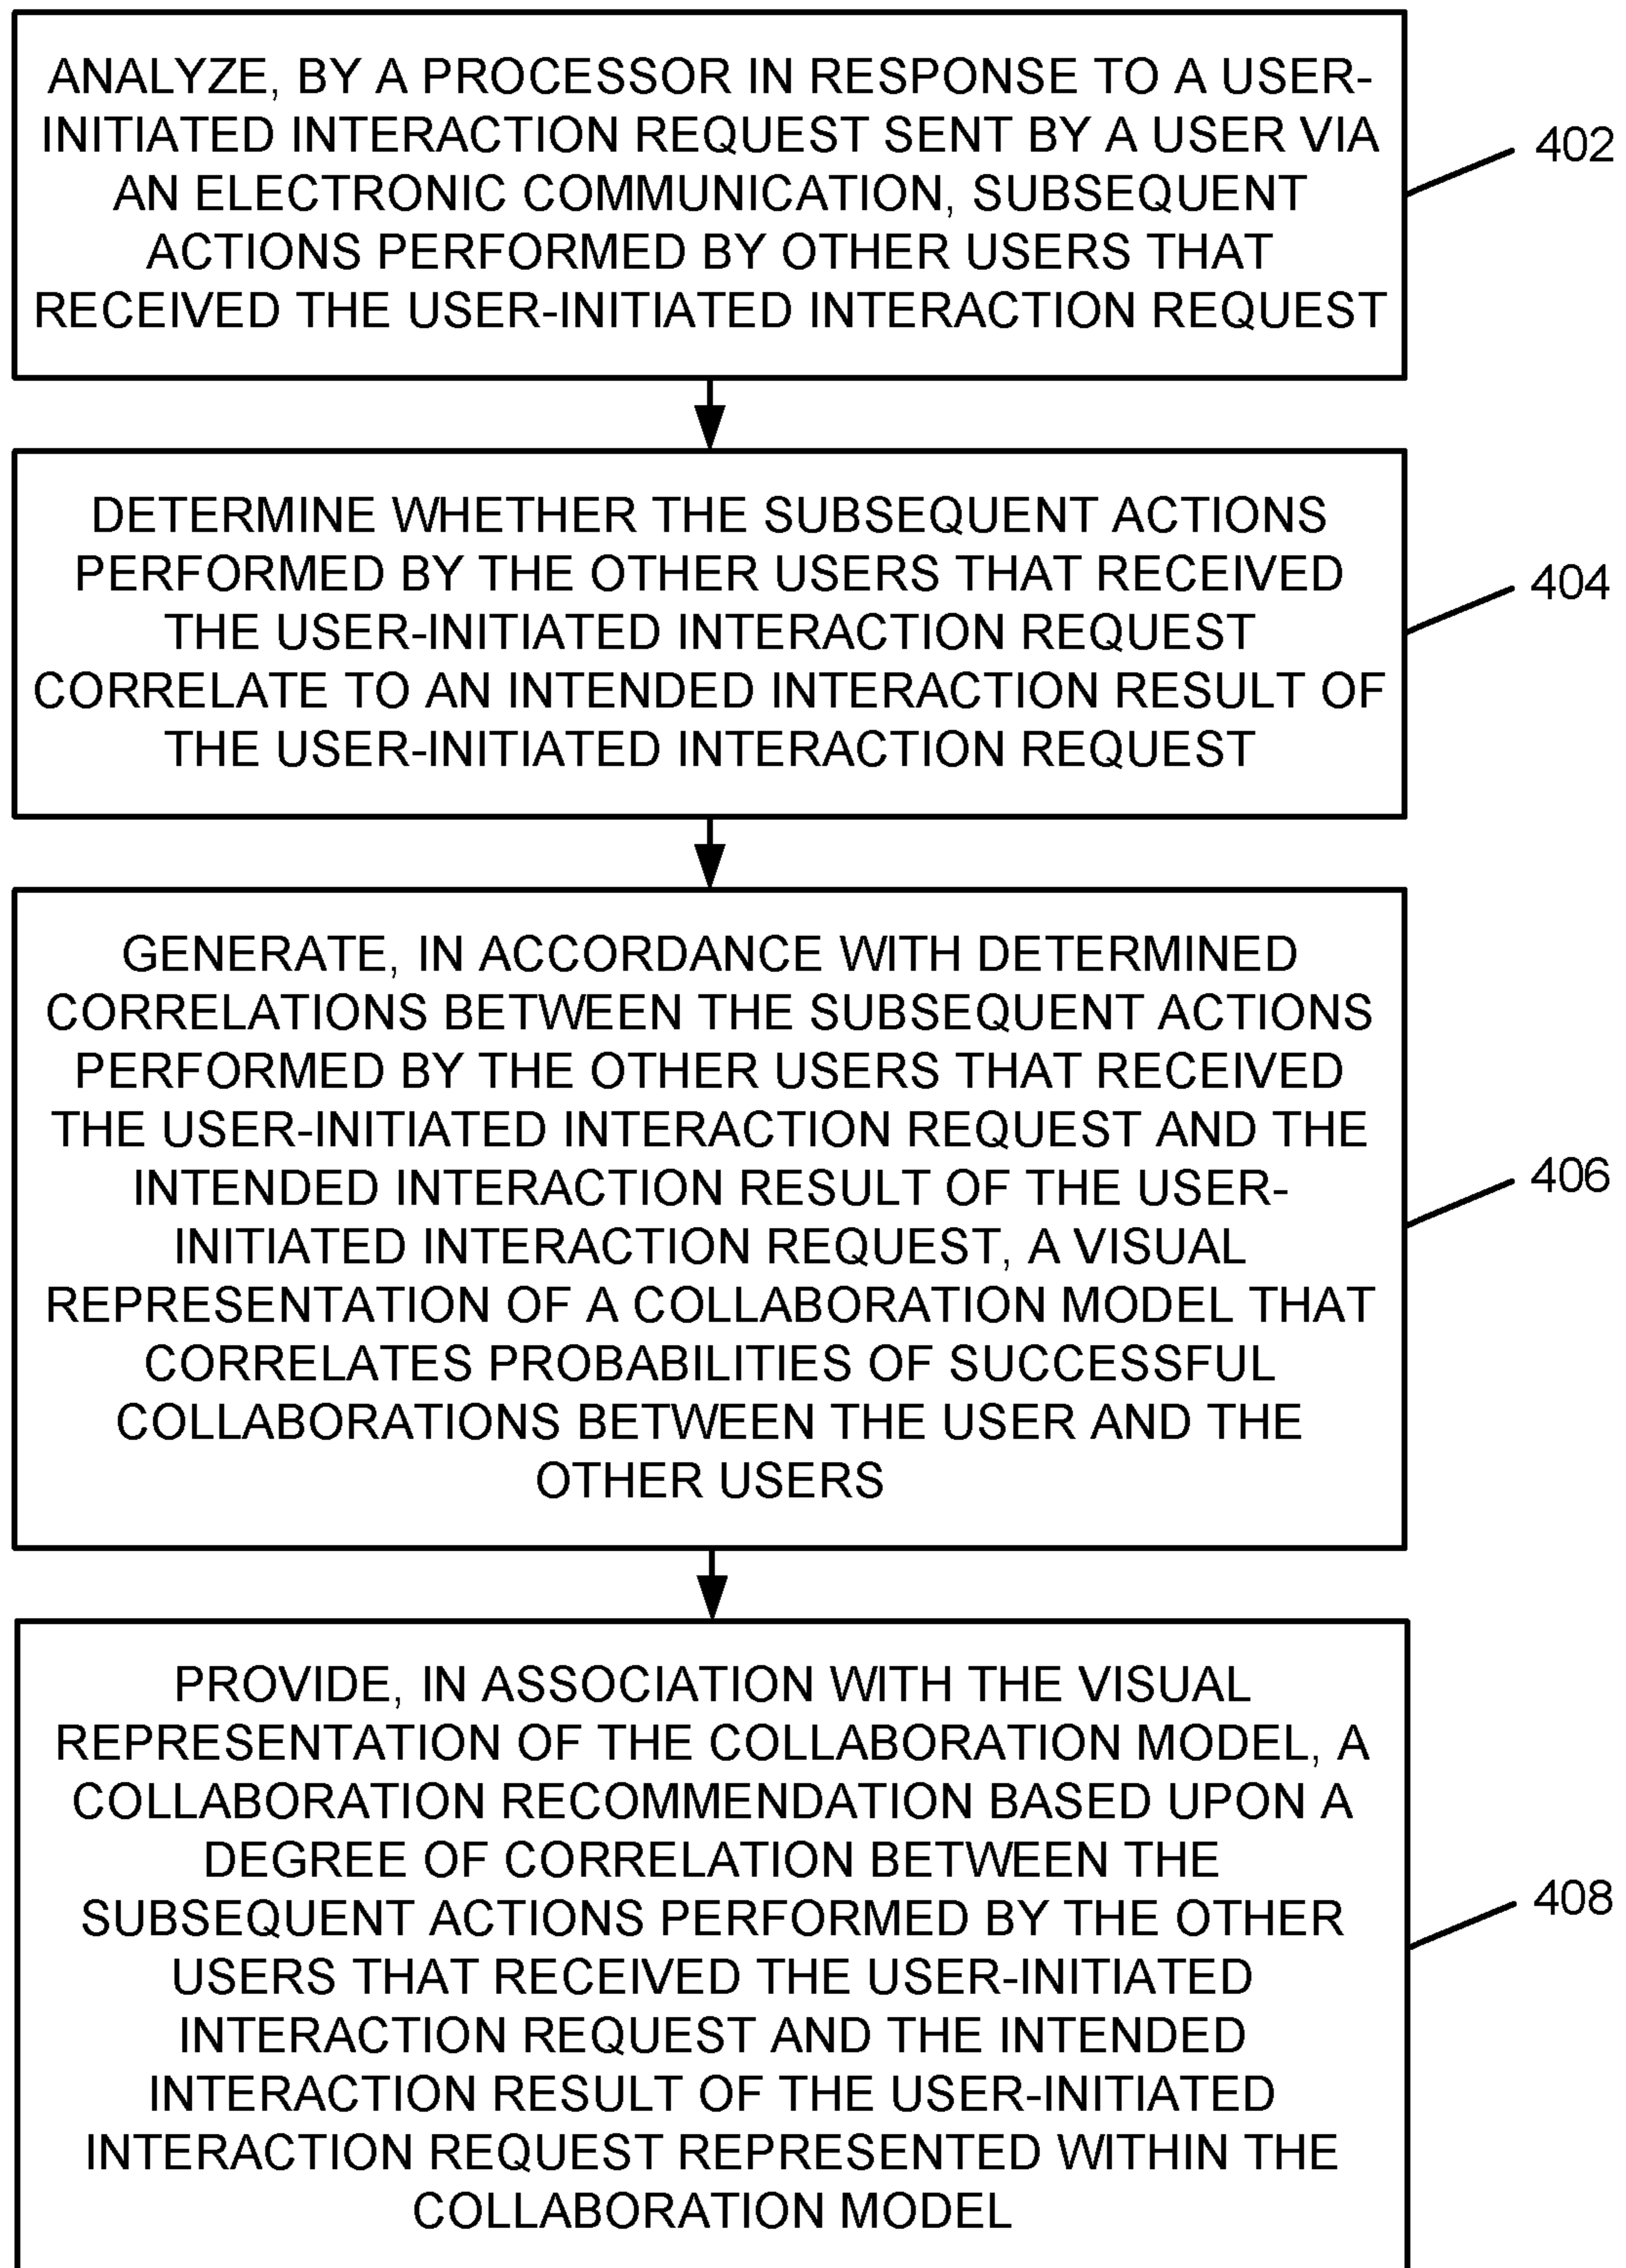 ANALYZE, BY A PROCESSOR IN RESPONSE TO A USER-
INITIATED INTERACTION REQUEST SENT BY A USER VIA
AN ELECTRONIC COMMUNICATION, SUBSEQUENT
ACTIONS PERFORMED BY OTHER USERS THAT
RECEIVED THE USER-INITIATED INTERACTION REQUEST
402
DETERMINE WHETHER THE SUBSEQUENT ACTIONS
PERFORMED BY THE OTHER USERS THAT RECEIVED
THE USER-INITIATED INTERACTION REQUEST
CORRELATE TO AN INTENDED INTERACTION RESULT OF
THE USER-INITIATED INTERACTION REQUEST
404
GENERATE, IN ACCORDANCE WITH DETERMINED
CORRELATIONS BETWEEN THE SUBSEQUENT ACTIONS
PERFORMED BY THE OTHER USERS THAT RECEIVED
THE USER-INITIATED INTERACTION REQUEST AND THE
INTENDED INTERACTION RESULT OF THE USER-
INITIATED INTERACTION REQUEST, A VISUAL
REPRESENTATION OF A COLLABORATION MODEL THAT
CORRELATES PROBABILITIES OF SUCCESSFUL
COLLABORATIONS BETWEEN THE USER AND THE
OTHER USERS
406
PROVIDE, IN ASSOCIATION WITH THE VISUAL
REPRESENTATION OF THE COLLABORATION MODEL, A
COLLABORATION RECOMMENDATION BASED UPON A
DEGREE OF CORRELATION BETWEEN THE
SUBSEQUENT ACTIONS PERFORMED BY THE OTHER
USERS THAT RECEIVED THE USER-INITIATED
INTERACTION REQUEST AND THE INTENDED
INTERACTION RESULT OF THE USER-INITIATED
INTERACTION REQUEST REPRESENTED WITHIN THE
COLLABORATION MODEL
408